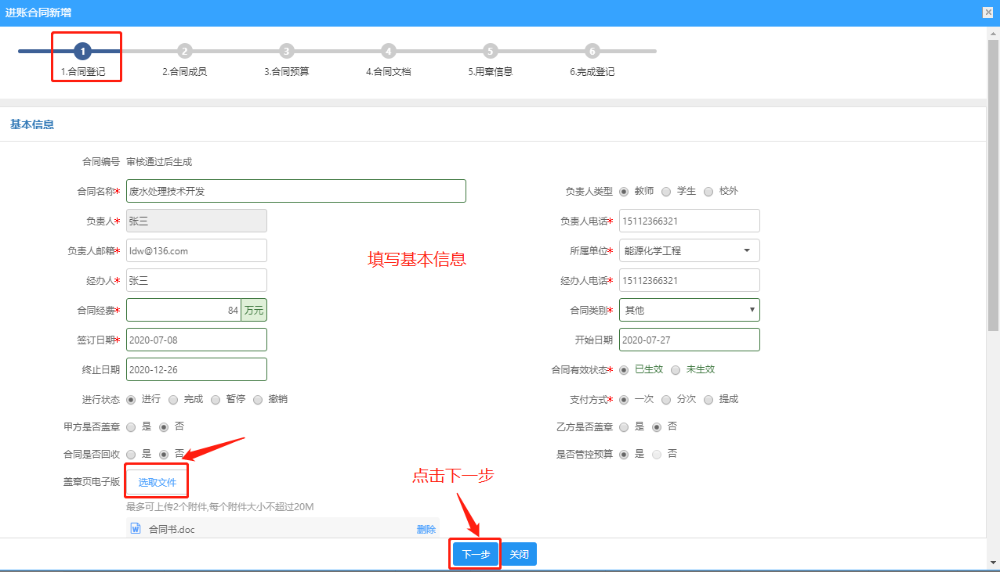 进账合同新增
1 2 3 4 5 6
1.合同登记 2.合同成员 3.合同预算 4.合同文档 5.用章信息 6.完成登记
基本信息
合同编号 审核通过后生成
合同名称* 废水处理技术开发 负责人类型 教师 学生 校外
负责人* 张三 负责人电话* 15112366321
负责人邮箱* ldw@136.com 所属单位* 能源化学工程
填写基本信息
经办人* 张三 经办人电话* 15112366321
合同经费* 84 万元 合同类别* 其他
签订日期* 2020-07-08 开始日期 2020-07-27
终止日期 2020-12-26 合同有效状态* 已生效 未生效
进行状态 进行 完成 暂停 撤销 支付方式* 一次 分次 提成
甲方是否盖章 是 否 乙方是否盖章 是 否
合同是否回收 是 否 是否管控预算 是 否
盖章页电子版 选取文件
点击下一步
最多可上传2个附件,每个附件大小不超过20M
合同书.doc 删除
下一步 关闭